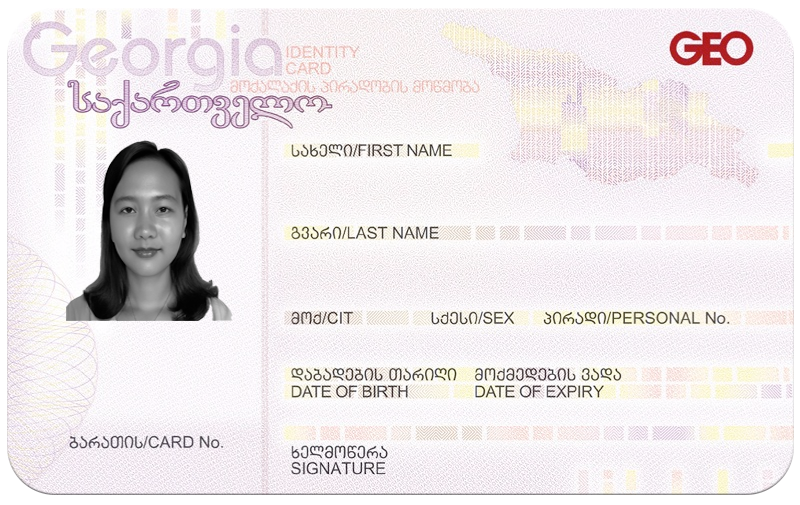 Georgia
IDENTITY
CARD
GEO
მოქალაქის პირადობის მოწმობა
საქართველო
სახელი/FIRST NAME
გვარი/LAST NAME
მოქ/CIT სქესი/SEX პირადი/PERSONAL No.
დაბადების თარიღი მოქმედების ვადა
DATE OF BIRTH DATE OF EXPIRY
ბარათის/CARD No.
ხელმოწერა
SIGNATURE